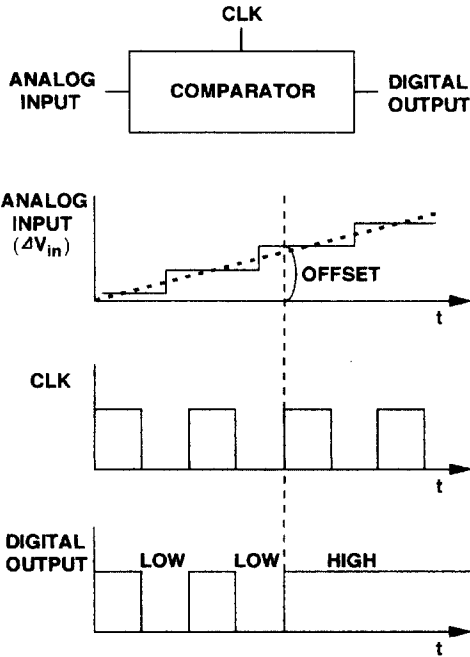 CLK
ANALOG
INPUT
COMPARATOR
DIGITAL
OUTPUT
ANALOG
INPUT
(ΔVin)
OFFSET
t
CLK
t
DIGITAL
OUTPUT
LOW
LOW
HIGH
t